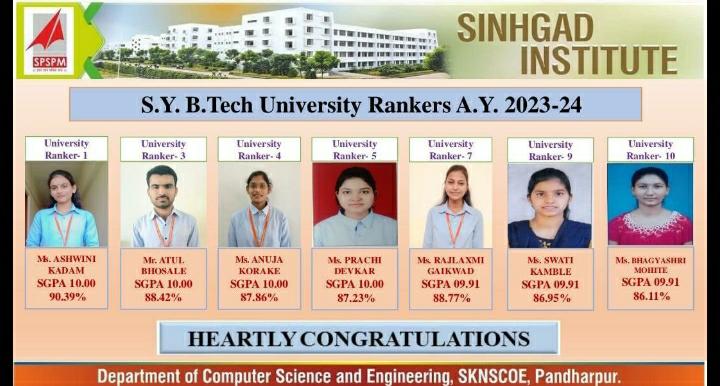 SPSPM
SINHGAD
INSTITUTE
S.Y. B.Tech University Rankers A.Y. 2023-24
University
Ranker- 1
University
Ranker- 3
University
Ranker- 4
University
Ranker- 5
University
Ranker- 7
University
Ranker- 9
University
Ranker- 10
Ms. ASHWINI
KADAM
SGPA 10.00
90.39%
Mr. ATUL
BHOSALE
SGPA 10.00
88.42%
Ms. ANUJA
KORAKE
SGPA 10.00
87.86%
Ms. PRACHI
DEVKAR
SGPA 10.00
87.23%
Ms. RAJLAXMI
GAIKWAD
SGPA 09.91
88.77%
Ms. SWATI
KAMBLE
SGPA 09.91
86.95%
Ms. BHAGYASHRI
MOHITE
SGPA 09.91
86.11%
HEARTLY CONGRATULATIONS
Department of Computer Science and Engineering, SKNSCOE, Pandharpur.